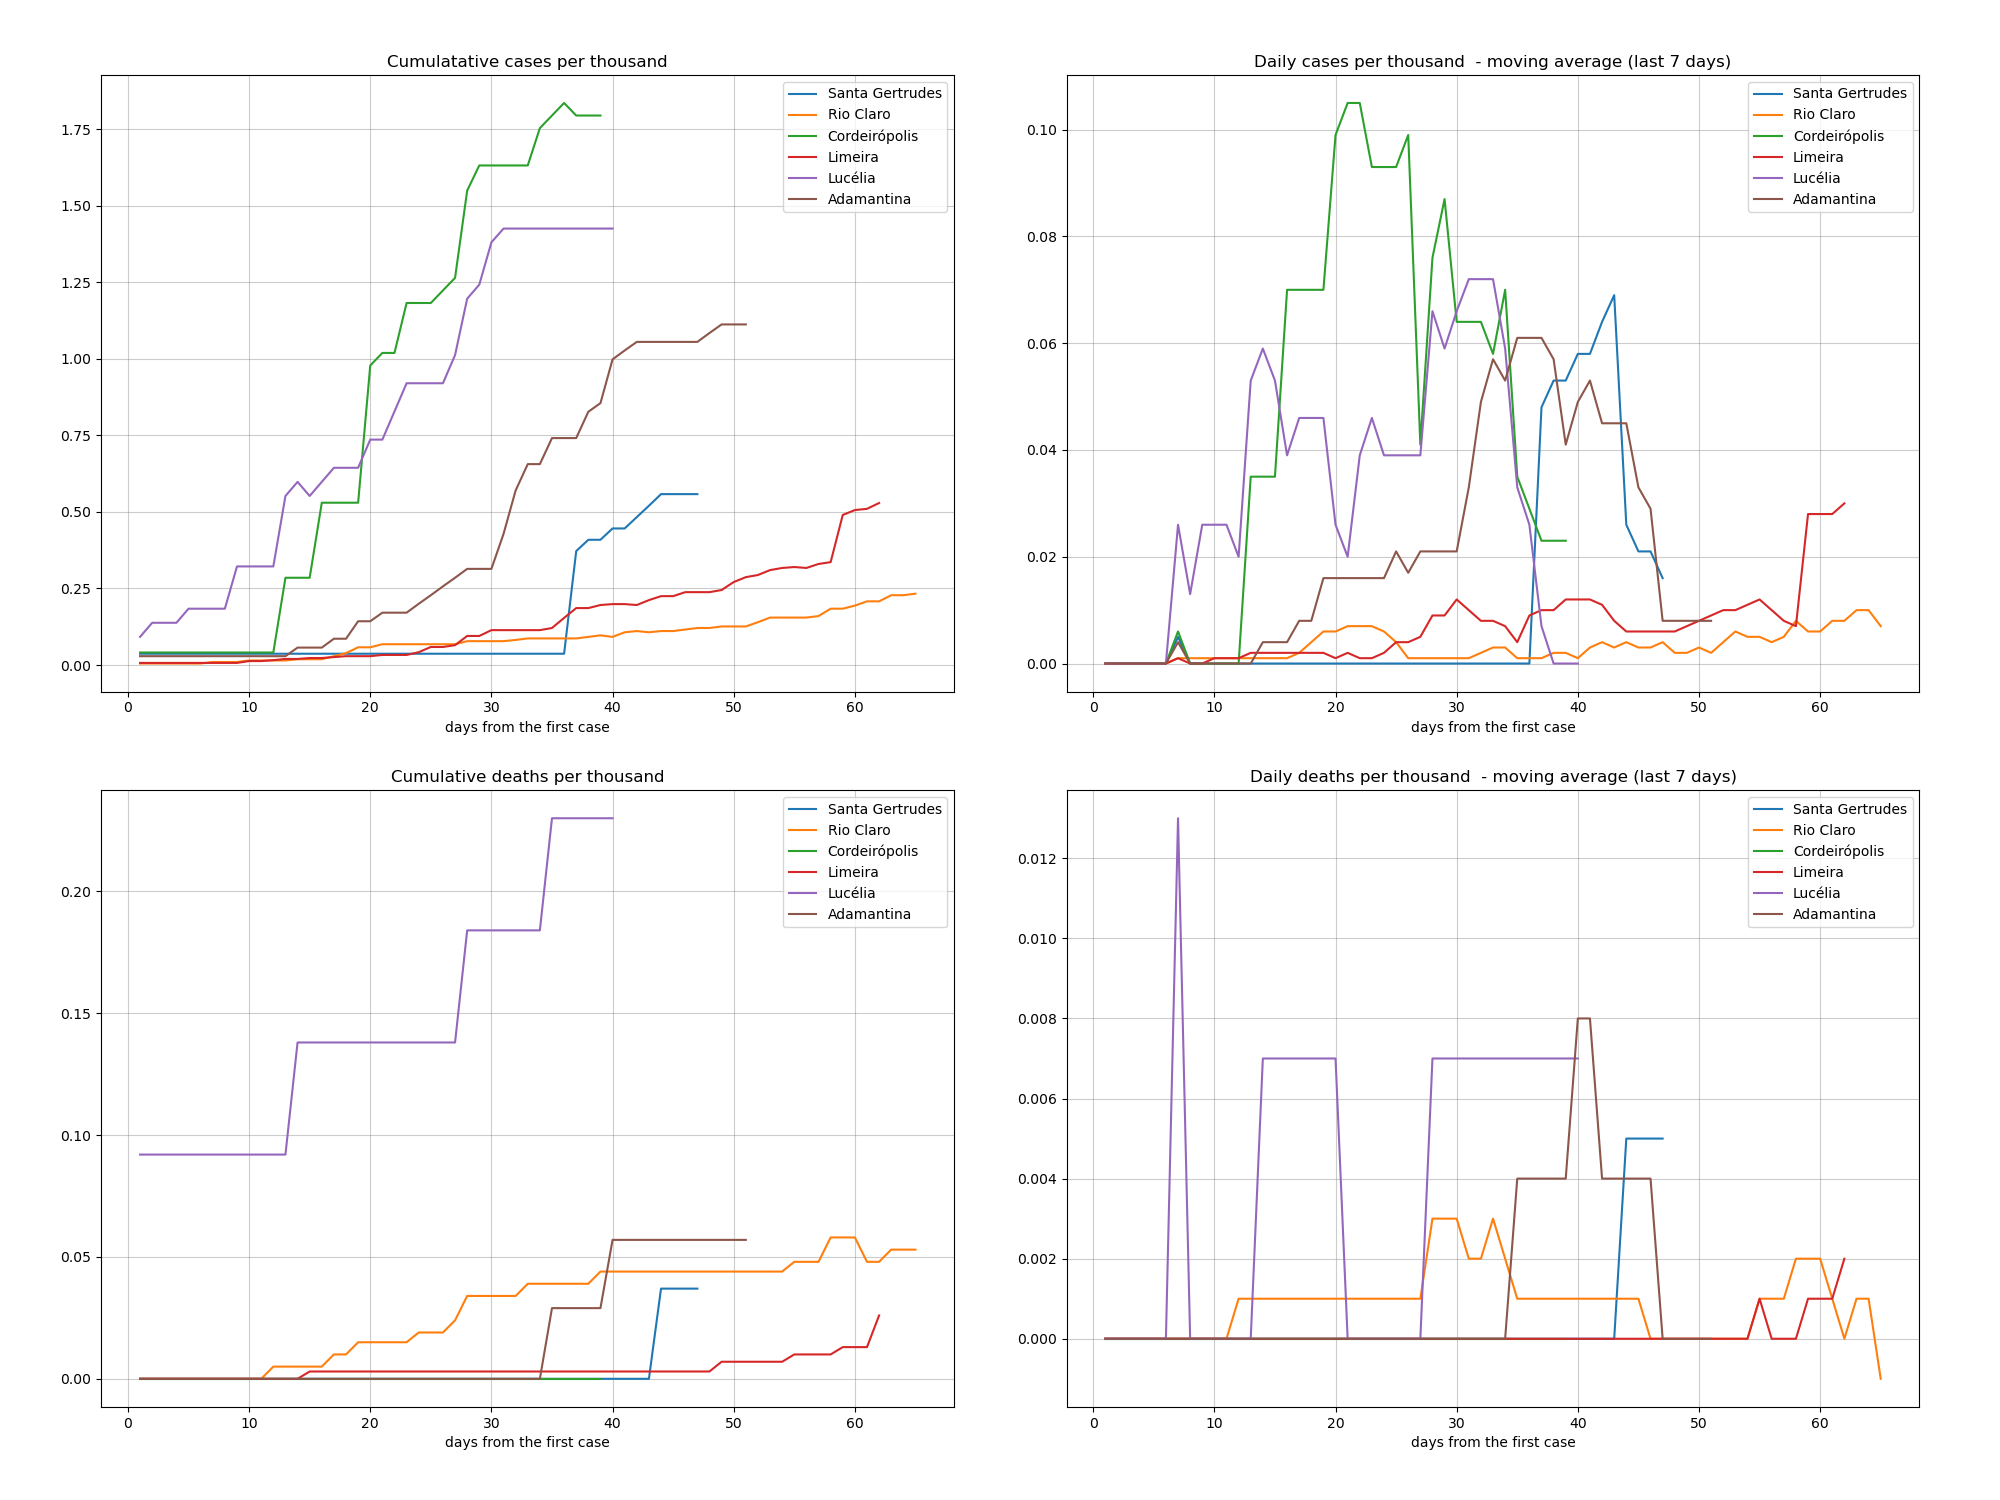 Cumulatative cases per thousand
1.75
1.50
1.25
1.00
0.75
0.50
0.25
0.00
0 10 20 30 40 50 60
days from the first case
Santa Gertrudes
Rio Claro
Cordeirópolis
Limeira
Lucélia
Adamantina
Daily cases per thousand - moving average (last 7 days)
0.10
0.08
0.06
0.04
0.02
0.00
0 10 20 30 40 50 60
days from the first case
Santa Gertrudes
Rio Claro
Cordeirópolis
Limeira
Lucélia
Adamantina
Cumulative deaths per thousand
0.20
0.15
0.10
0.05
0.00
0 10 20 30 40 50 60
days from the first case
Santa Gertrudes
Rio Claro
Cordeirópolis
Limeira
Lucélia
Adamantina
Daily deaths per thousand - moving average (last 7 days)
0.012
0.010
0.008
0.006
0.004
0.002
0.000
0 10 20 30 40 50 60
days from the first case
Santa Gertrudes
Rio Claro
Cordeirópolis
Limeira
Lucélia
Adamantina